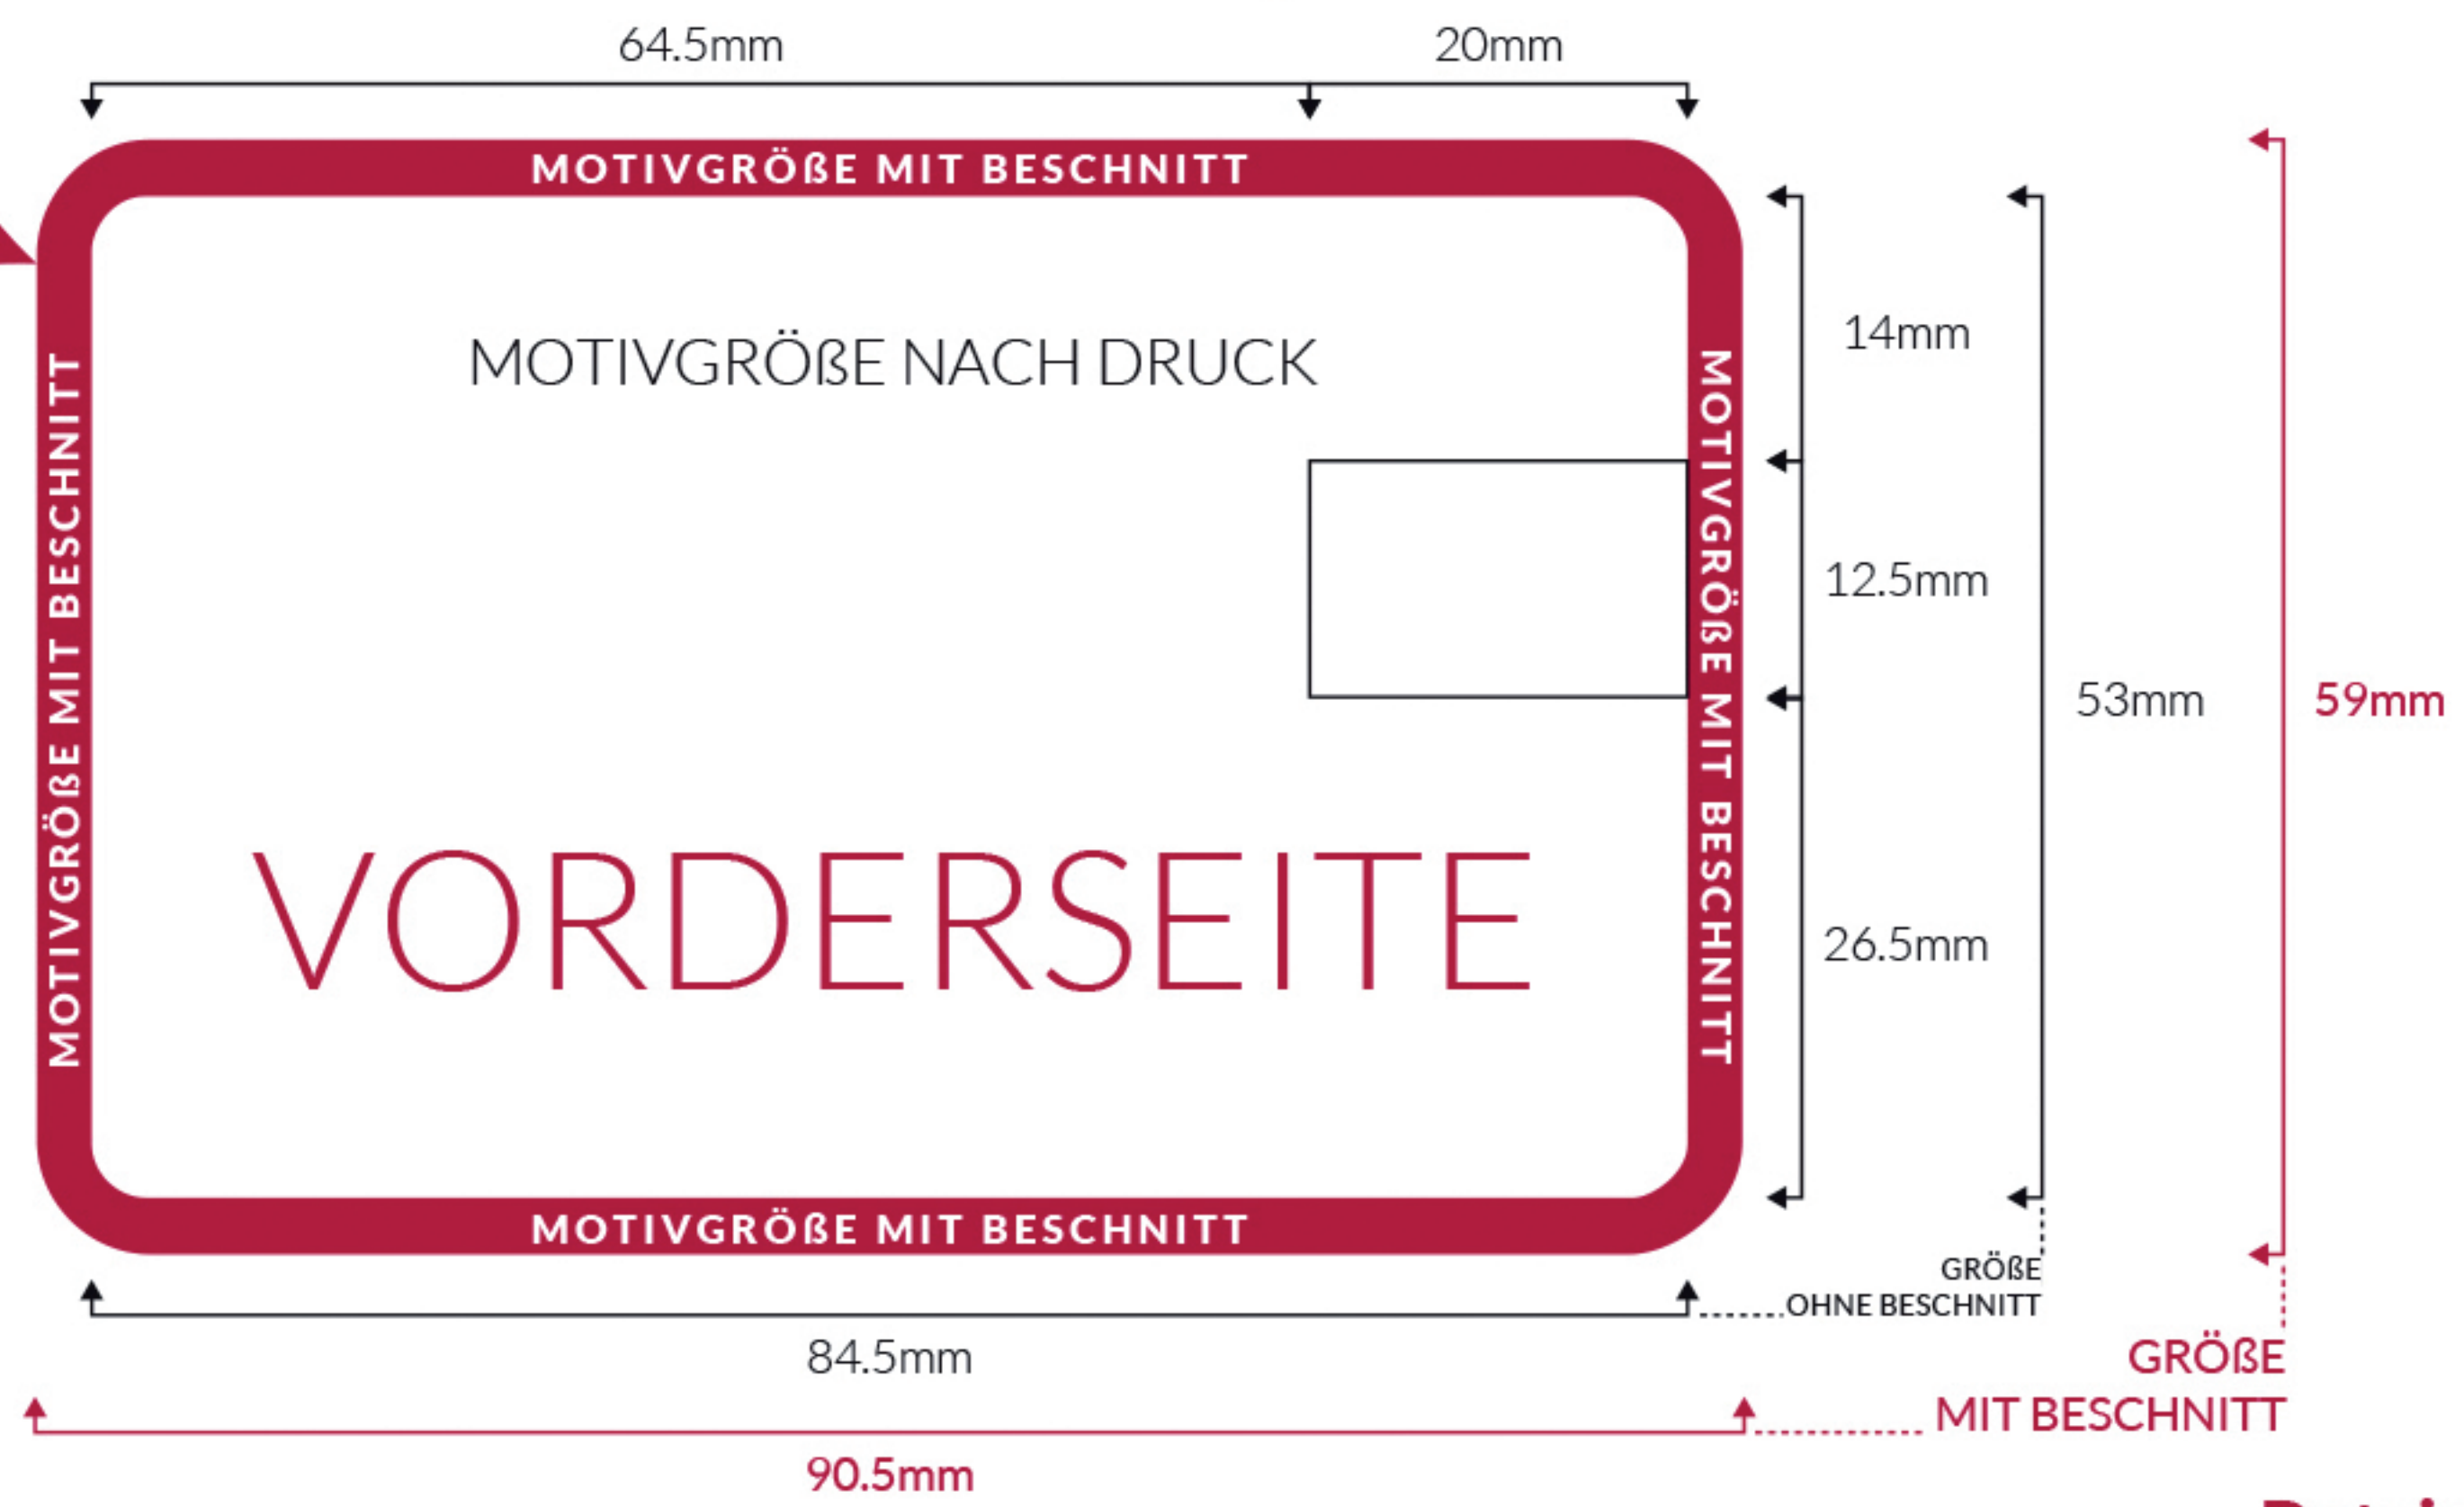 64.5mm
20mm
MOTIVGRÖßE MIT BESCHNITT
MOTIVGRÖßE MIT BESCHNITT
MOTIVGRÖßE NACH DRUCK
MOTIVGRÖßE MIT BESCHNITT
14mm
12.5mm
53mm
59mm
VORDERSEITE
26.5mm
MOTIVGRÖßE MIT BESCHNITT
GRÖßE
OHNE BESCHNITT
84.5mm
GRÖßE
MIT BESCHNITT
90.5mm